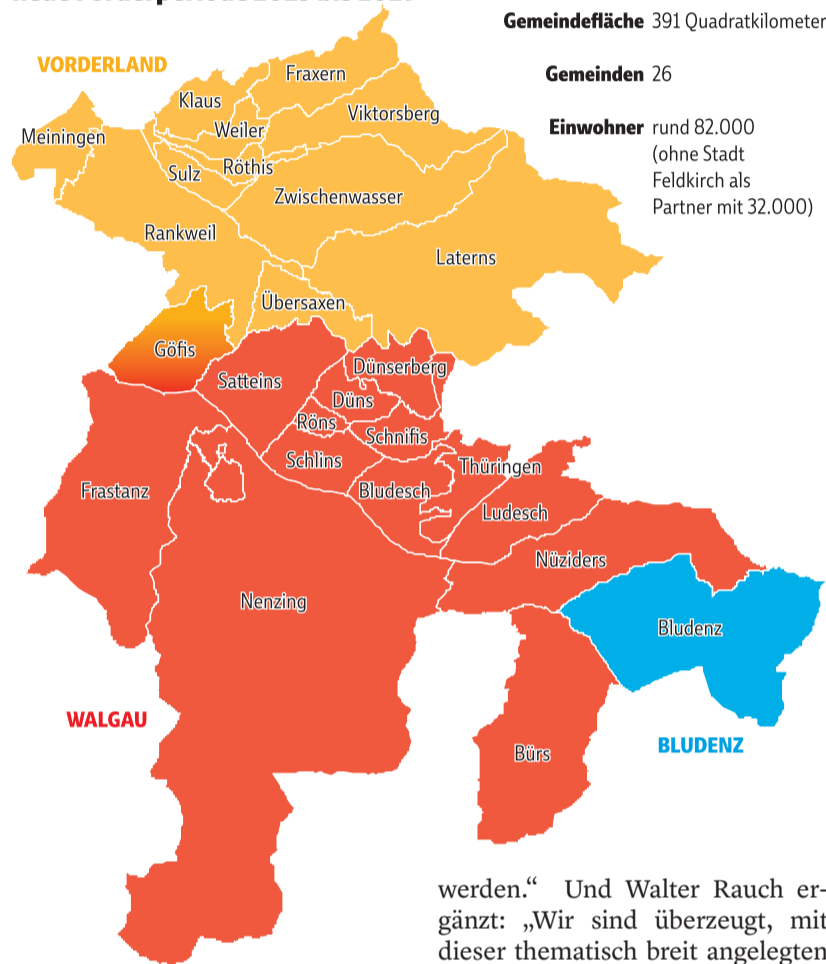 Gemeindefläche 391 Quadratkilometer
Gemeinden 26
Einwohner rund 82.000
(ohne Stadt
Feldkirch als
Partner mit 32.000)
VORDERLAND
Fraxern
Klaus
Viktorsberg
Weiler
Meiningen
Röthis
Sulz
Zwischenwasser
Rankweil
Laterns
Übersaxen
Göfis
Dünserberg
Satteins
Düns
Röns
Schnifis
Schlins
Thüringen
Frastanz
Bludesch
Ludesch
Nüziders
Nenzing
Bludenz
WALGAU
BLUDENZ
Bürs
werden.“ Und Walter Rauch er-
gänzt: „Wir sind überzeugt, mit
dieser thematisch breit angelegten